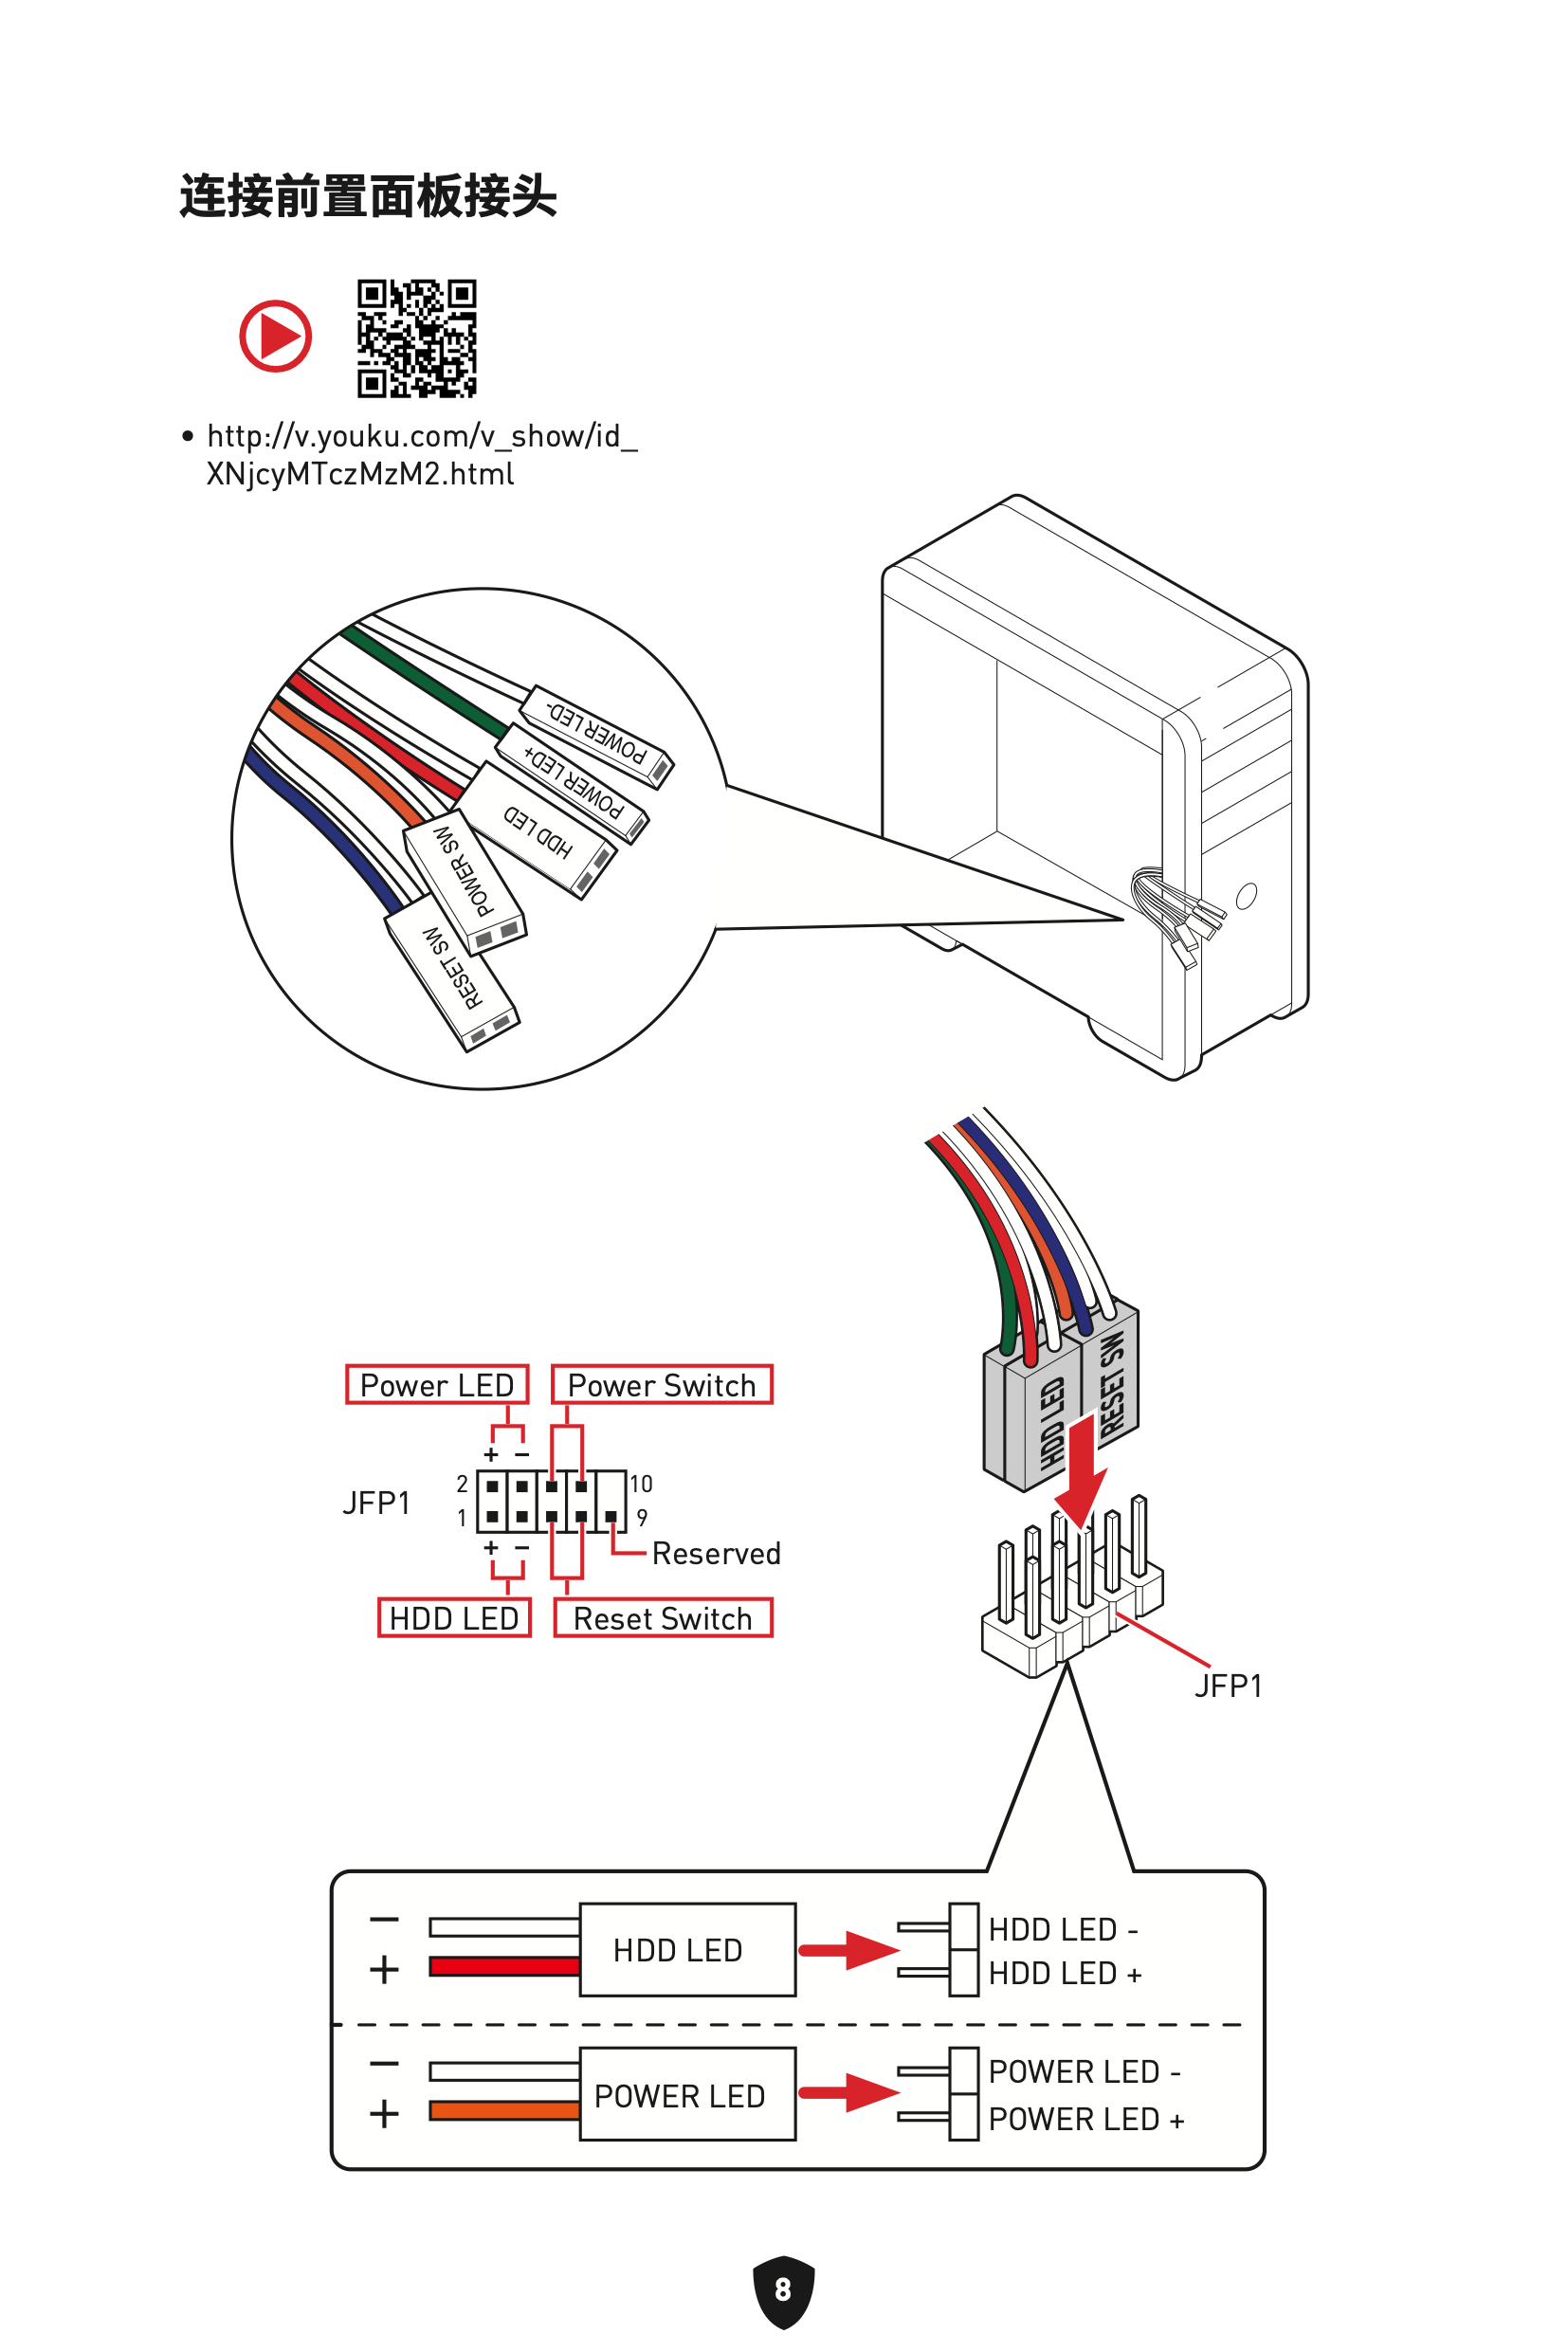 连接前置面板接头
• http://v.youku.com/v_show/id_
XNjcyMTczMzM2.html
POWER LED-
POWER LED+
HDD LED
POWER SW
RESET SW
HDD LED
RESET SW
Power LED
Power Switch
+ −
2
10
JFP1
1
9
+ −
Reserved
HDD LED
Reset Switch
JFP1
−
+
HDD LED
HDD LED -
HDD LED +
−
+
POWER LED
POWER LED -
POWER LED +
8